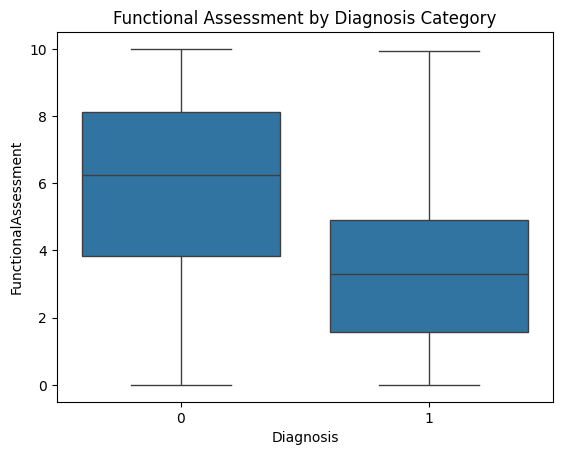 Functional Assessment by Diagnosis Category
FunctionalAssessment
10
8
6
4
2
0
0 1
Diagnosis